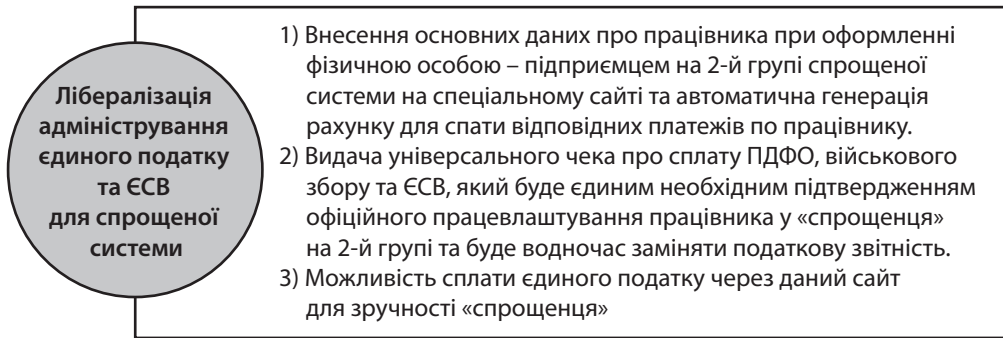 Лібералізація
адміністрування
єдиного податку
та ЄСВ
для спрощеної
системи
1) Внесення основних даних про працівника при оформленні
фізичною особою – підприємцем на 2-й групі спрощеної
системи на спеціальному сайті та автоматична генерація
рахунку для спати відповідних платежів по працівнику.
2) Видача універсального чека про сплату ПДФО, військового
збору та ЄСВ, який буде єдиним необхідним підтвердженням
офіційного працевлаштування працівника у «спрощенця»
на 2-й групі та буде водночас заміняти податкову звітність.
3) Можливість сплати єдиного податку через даний сайт
для зручності «спрощенця»